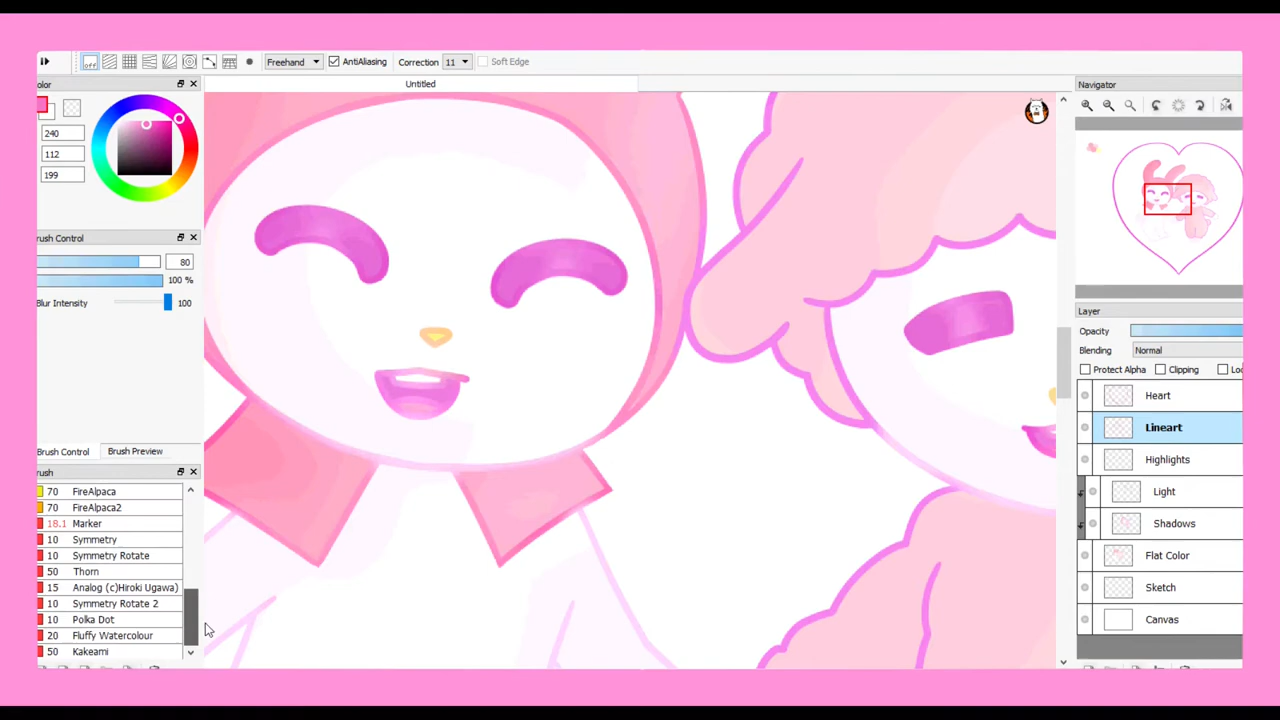 off Freehand AntiAliasing Correction 11 Soft Edge
Untitled
Navigator
olor
240
112
199
rush Control
80
100 %
Blur Intensity 100
Brush Control Brush Preview
rush
70 FireAlpaca
70 FireAlpaca2
18.1 Marker
10 Symmetry
10 Symmetry Rotate
50 Thorn
15 Analog (c)Hiroki Ugawa)
10 Symmetry Rotate 2
10 Polka Dot
20 Fluffy Watercolour
50 Kakeami
Layer
Opacity
Blending Normal
Protect Alpha Clipping Loc
Heart
Lineart
Highlights
Light
Shadows
Flat Color
Sketch
Canvas